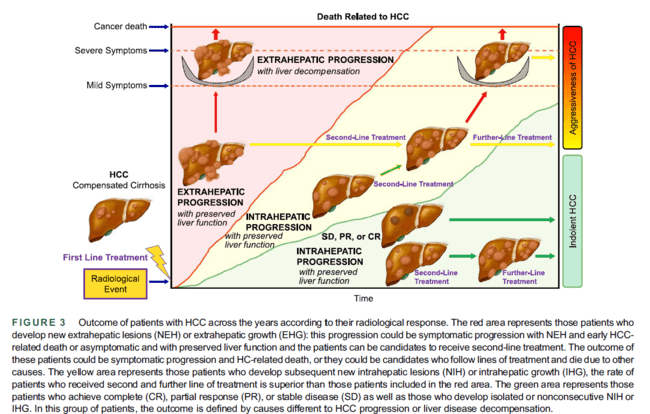 Death Related to HCC
Cancer death
Severe Symptoms
Mild Symptoms
EXTRAHEPATIC PROGRESSION
with liver decompensation
Aggressiveness of HCC
Second-Line Treatment
Further-Line Treatment
HCC
Compensated Cirrhosis
EXTRAHEPATIC
PROGRESSION
with preserved
liver function
Second-Line
Treatment
INTRAHEPATIC
PROGRESSION
with preserved
liver function
SD, PR, or CR
INTRAHEPATIC
PROGRESSION
with preserved
liver function
Second-Line
Treatment
Further-Line
Treatment
Indolent HCC
First Line Treatment
Radiological
Event
Time
FIGURE 3 Outcome of patients with HCC across the years according to their radiological response. The red area represents those patients who
develop new extrahepatic lesions (NEH) or extrahepatic growth (EHG): this progression could be symptomatic progression with NEH and early HCC-
related death or asymptomatic and with preserved liver function and the patients can be candidates to receive second-line treatment. The outcome of
these patients could be symptomatic progression and HC-related death, or they could be candidates who follow lines of treatment and die due to other
causes. The yellow area represents those patients who develop subsequent new intrahepatic lesions (NIH) or intrahepatic growth (IHG), the rate of
patients who received second and further line of treatment is superior than those patients included in the red area. The green area represents those
patients who achieve complete (CR), partial response (PR), or stable disease (SD) as well as those who develop isolated or nonconsecutive NIH or
IHG. In this group of patients, the outcome is defined by causes different to HCC progression or liver disease decompensation.